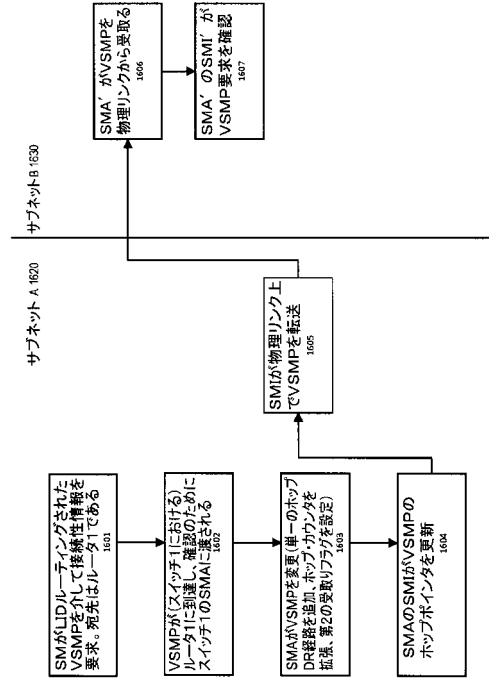 サブネット A 1620
SMがLIDルーティングされた
VSMPを介して接続性情報を
要求。宛先はルータ1である
1601
VSMPが(スイッチ1における)
ルータ1に到達し、確認のために
スイッチ1のSMAに渡される
1602
SMAがVSMPを変更(単一のホップ
DR経路を追加、ホップ・カウンタを
拡張、第2の受取りフラグを設定)
1603
SMAのSMIがVSMPの
ホップポインタを更新
1604
SMIが物理リンク上
でVSMPを転送
1605
サブネットB 1630
SMA’がVSMPを
物理リンクから受取る
1606
SMA’のSMI’が
VSMP要求を確認
1607